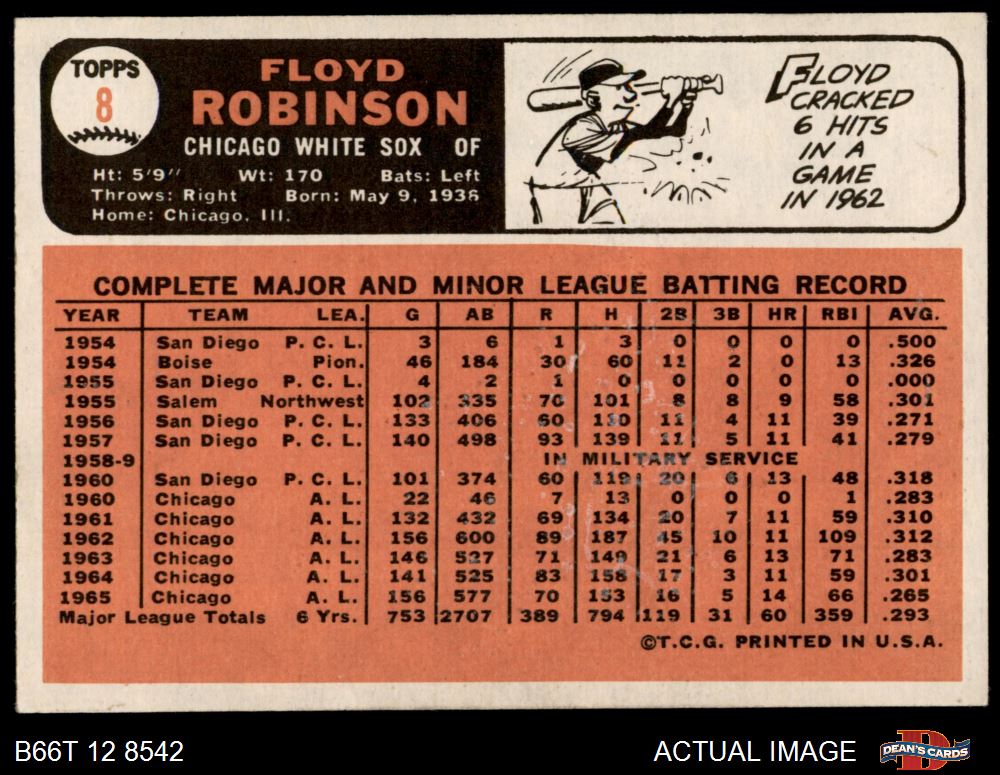 TOPPS
8
FLOYD
ROBINSON
CHICAGO WHITE SOX OF
Ht: 5'9" Wt: 170 Bats: Left
Throws: Right Born: May 9, 1936
Home: Chicago, Ill.
FLOYD
CRACKED
6 HITS
IN A
GAME
IN 1962
COMPLETE MAJOR AND MINOR LEAGUE BATTING RECORD
YEAR TEAM LEA. G AB R H 2B 3B HR RBI AVG.
1954 San Diego P. C. L. 3 6 1 3 0 0 0 0 .500
1954 Boise Pion. 46 184 30 60 11 2 0 13 .326
1955 San Diego P. C. L. 4 2 1 0 0 0 0 0 .000
1955 Salem Northwest 102 335 70 101 8 8 9 58 .301
1956 San Diego P. C. L. 133 406 60 110 11 4 11 39 .271
1957 San Diego P. C. L. 140 498 93 139 11 5 11 41 .279
1958-9 IN MILITARY SERVICE
1960 San Diego P. C. L. 101 374 60 119 20 6 13 48 .318
1960 Chicago A. L. 22 46 7 13 0 0 0 1 .283
1961 Chicago A. L. 132 432 69 134 20 7 11 59 .310
1962 Chicago A. L. 156 600 89 187 45 10 11 109 .312
1963 Chicago A. L. 146 527 71 149 21 6 13 71 .283
1964 Chicago A. L. 141 525 83 158 17 3 11 59 .301
1965 Chicago A. L. 156 577 70 153 16 5 14 66 .265
Major League Totals 6 Yrs. 753 2707 389 794 119 31 60 359 .293
©T.C.G. PRINTED IN U.S.A.
B66T 12 8542 ACTUAL IMAGE DEAN'S CARDS